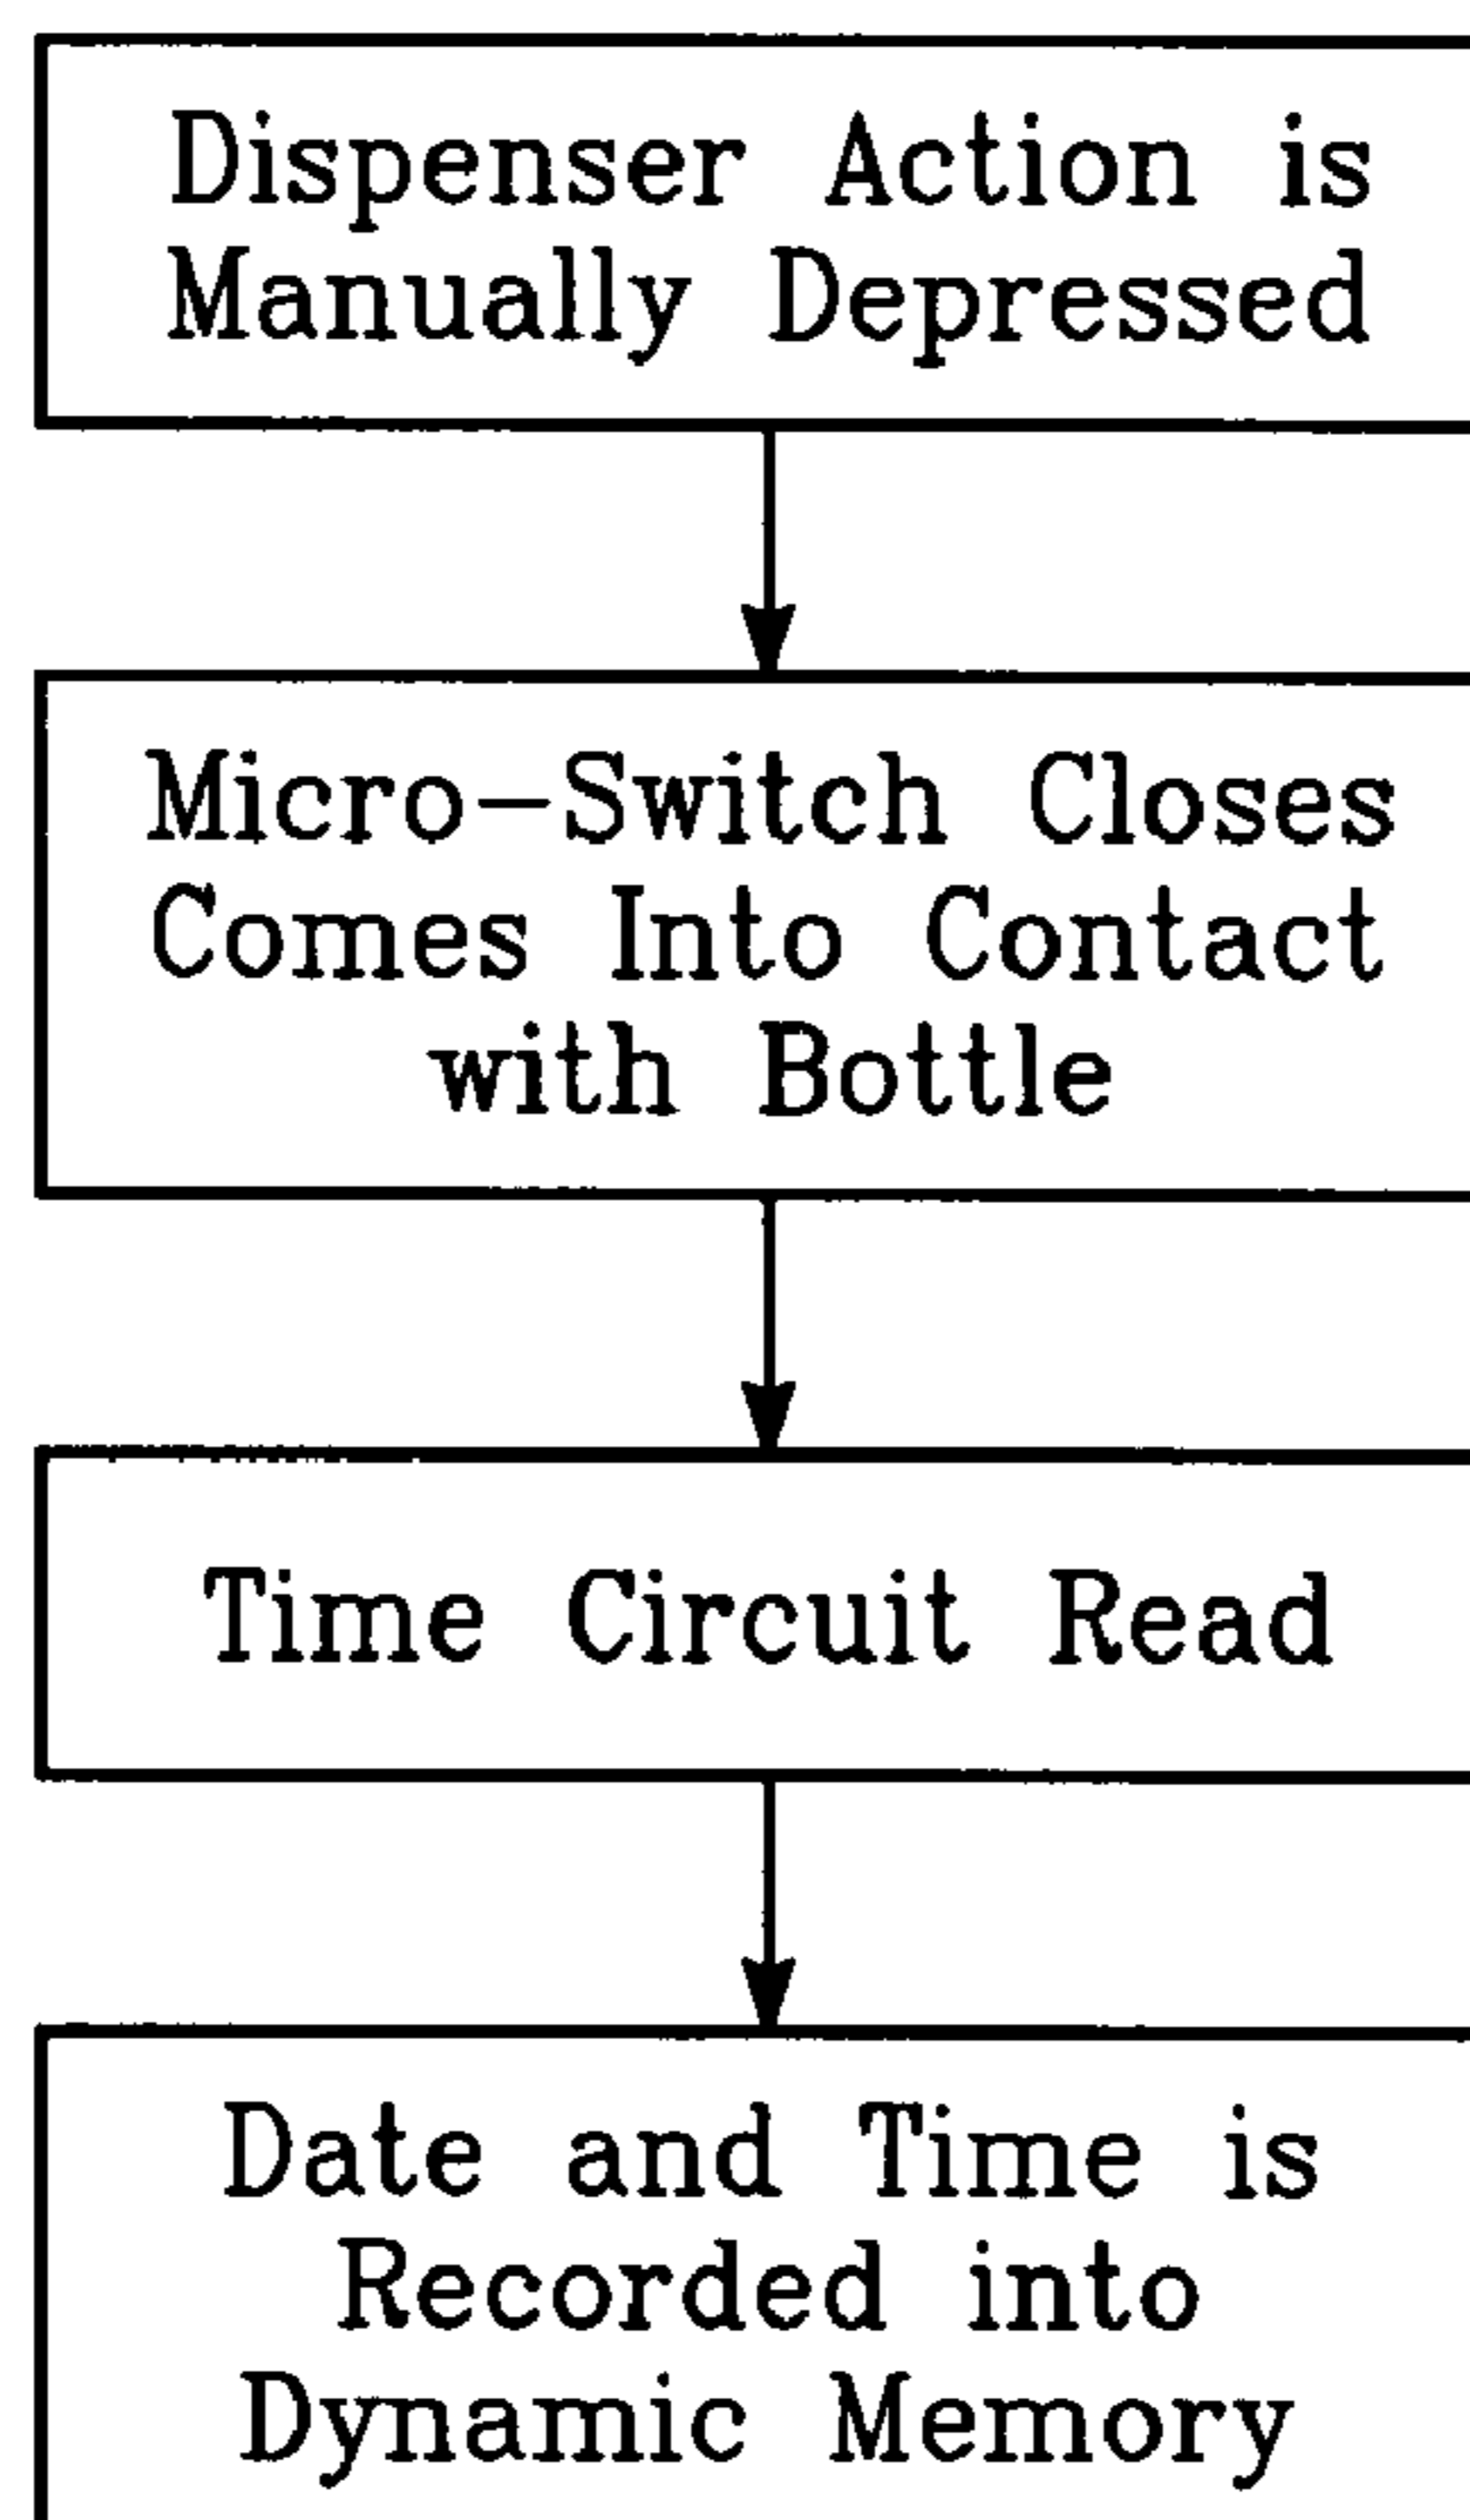 Dispenser Action is
Manually Depressed
Micro-Switch Closes
Comes Into Contact
with Bottle
Time Circuit Read
Date and Time is
Recorded into
Dynamic Memory